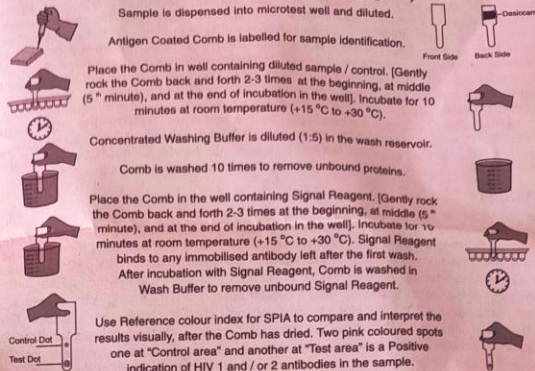 Sample is dispensed into microtest well and diluted.
Desiccant
Antigen Coated Comb is labelled for sample identification.
Front Side
Back Side
Place the Comb in well containing diluted sample / control. [Gently
rock the Comb back and forth 2-3 times at the beginning, at middle
(5 th minute), and at the end of incubation in the well]. Incubate for 10
minutes at room temperature (+15 °C to +30 °C).
Concentrated Washing Buffer is diluted (1:5) in the wash reservoir.
Comb is washed 10 times to remove unbound proteins.
Place the Comb in the well containing Signal Reagent. [Gently rock
the Comb back and forth 2-3 times at the beginning, at middle (5 th
minute), and at the end of incubation in the well]. Incubate for 10
minutes at room temperature (+15 °C to +30 °C). Signal Reagent
binds to any immobilised antibody left after the first wash.
After incubation with Signal Reagent, Comb is washed in
Wash Buffer to remove unbound Signal Reagent.
Use Reference colour index for SPIA to compare and interpret the
results visually, after the Comb has dried. Two pink coloured spots
one at "Control area" and another at "Test area" is a Positive
indication of HIV 1 and / or 2 antibodies in the sample.
Control Dot
Test Dot